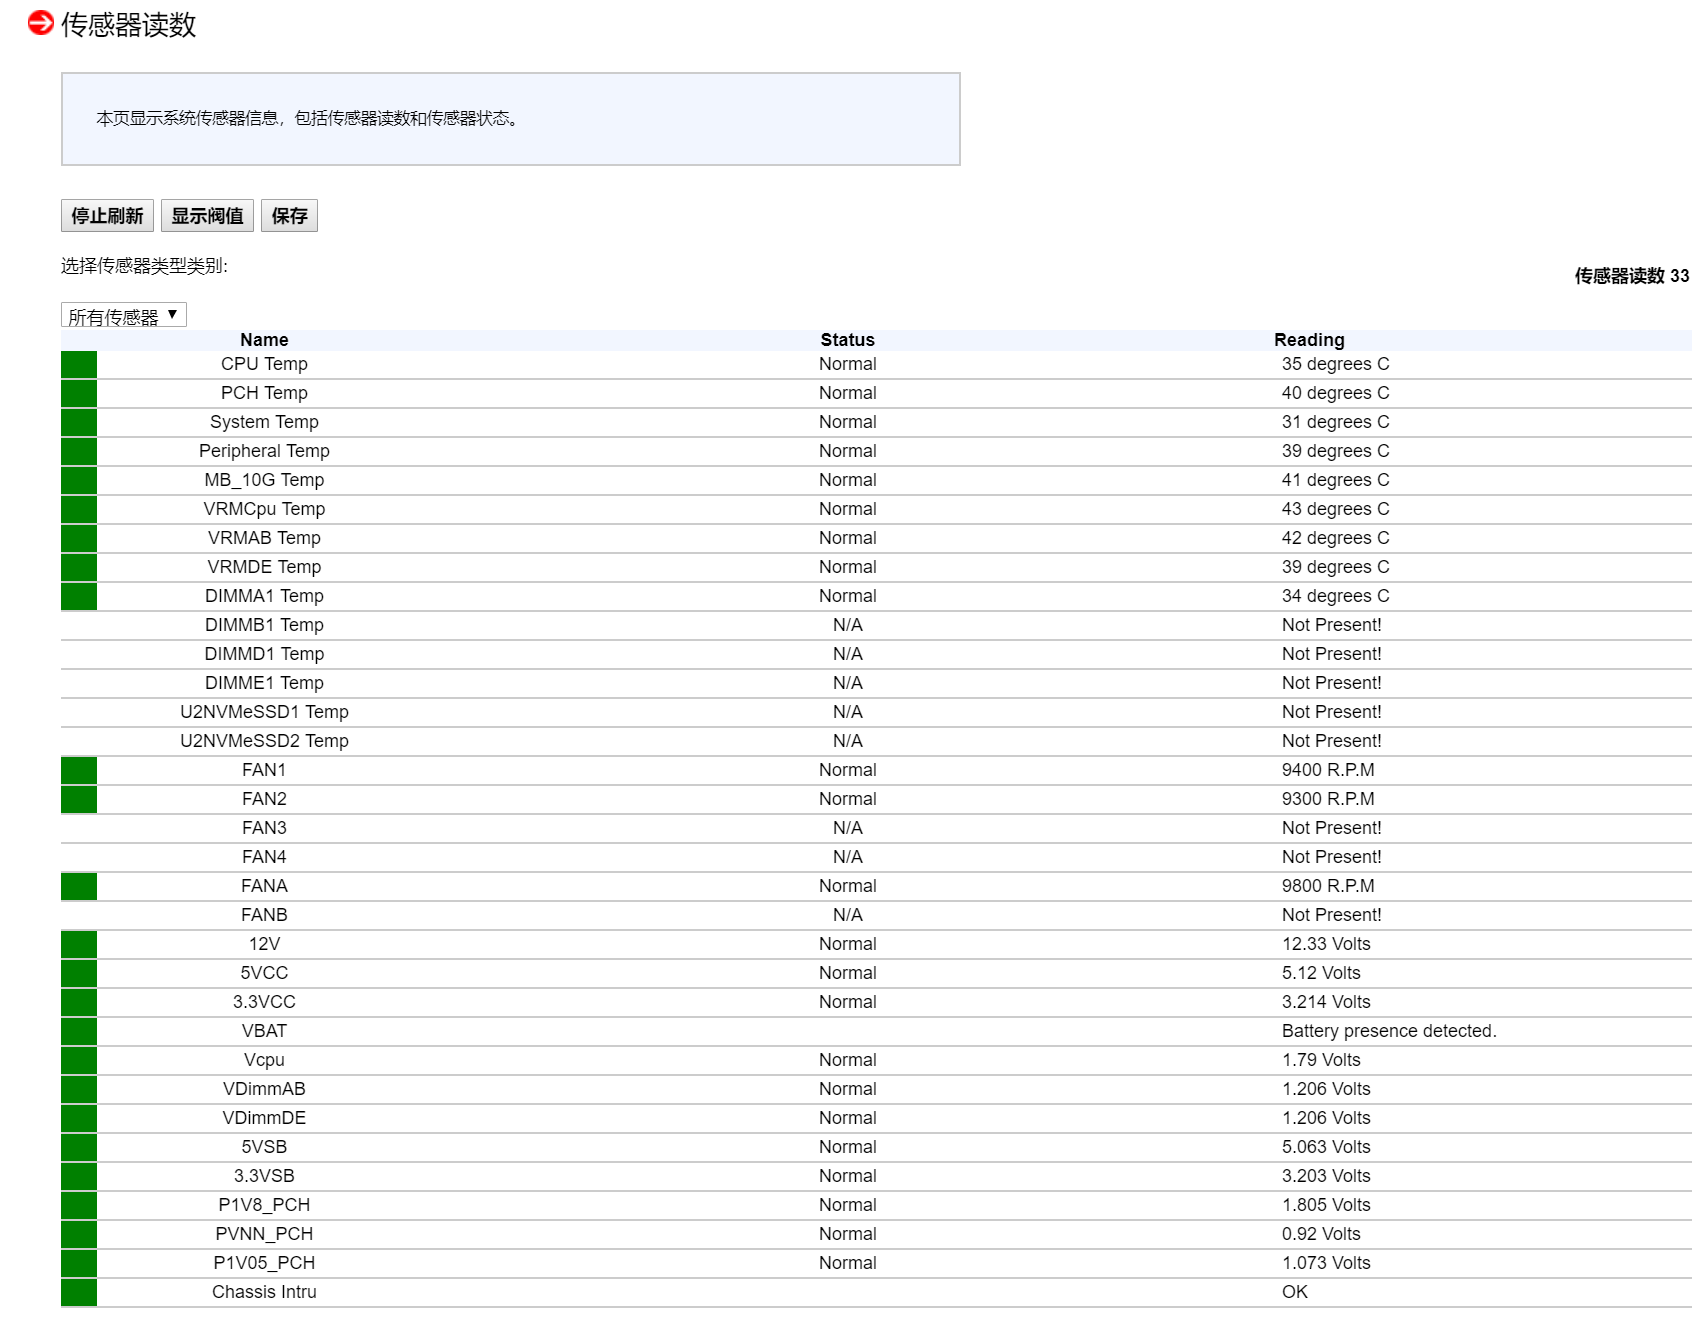 传感器读数
本页显示系统传感器信息，包括传感器读数和传感器状态。
停止刷新 显示阀值 保存
选择传感器类型类别:
传感器读数 33
所有传感器 ▼
Name Status Reading
CPU Temp Normal 35 degrees C
PCH Temp Normal 40 degrees C
System Temp Normal 31 degrees C
Peripheral Temp Normal 39 degrees C
MB_10G Temp Normal 41 degrees C
VRMCpu Temp Normal 43 degrees C
VRMAB Temp Normal 42 degrees C
VRMDE Temp Normal 39 degrees C
DIMMA1 Temp Normal 34 degrees C
DIMMB1 Temp N/A Not Present!
DIMMD1 Temp N/A Not Present!
DIMME1 Temp N/A Not Present!
U2NVMeSSD1 Temp N/A Not Present!
U2NVMeSSD2 Temp N/A Not Present!
FAN1 Normal 9400 R.P.M
FAN2 Normal 9300 R.P.M
FAN3 N/A Not Present!
FAN4 N/A Not Present!
FANA Normal 9800 R.P.M
FANB N/A Not Present!
12V Normal 12.33 Volts
5VCC Normal 5.12 Volts
3.3VCC Normal 3.214 Volts
VBAT Battery presence detected.
Vcpu Normal 1.79 Volts
VDimmAB Normal 1.206 Volts
VDimmDE Normal 1.206 Volts
5VSB Normal 5.063 Volts
3.3VSB Normal 3.203 Volts
P1V8_PCH Normal 1.805 Volts
PVNN_PCH Normal 0.92 Volts
P1V05_PCH Normal 1.073 Volts
Chassis Intru OK